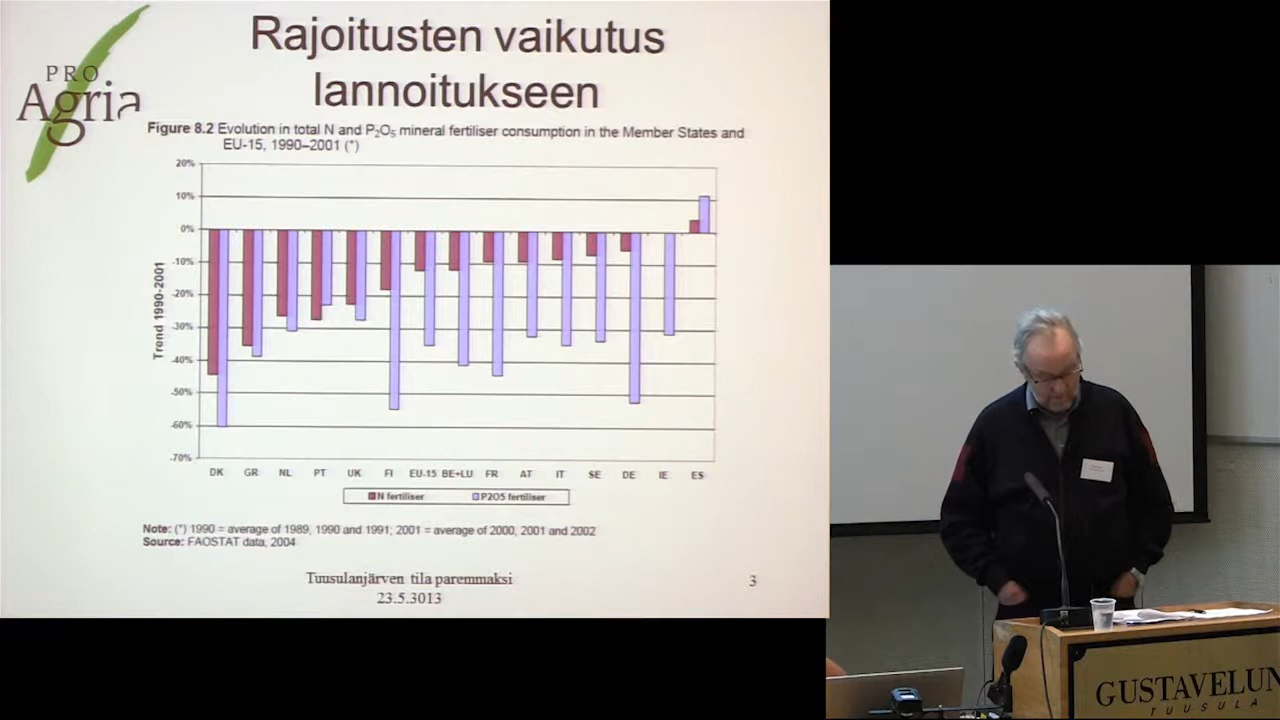 Rajoitusten vaikutus
lannoitukseen
PRO
Agria
Figure 8.2 Evolution in total N and P₂O₅ mineral fertiliser consumption in the Member States and
EU-15, 1990–2001 (*)
20%
10%
0%
-10%
-20%
-30%
-40%
-50%
-60%
-70%
Trend 1990-2001
DK GR NL PT UK FI EU-15 BE+LU FR AT IT SE DE IE ES
N fertiliser P2O5 fertiliser
Note: (*) 1990 = average of 1989, 1990 and 1991, 2001 = average of 2000, 2001 and 2002
Source: FAOSTAT data, 2004
Tuusulanjärven tila paremmaksi
23.5.3013
3
GUSTAVELUN
TUUSULA